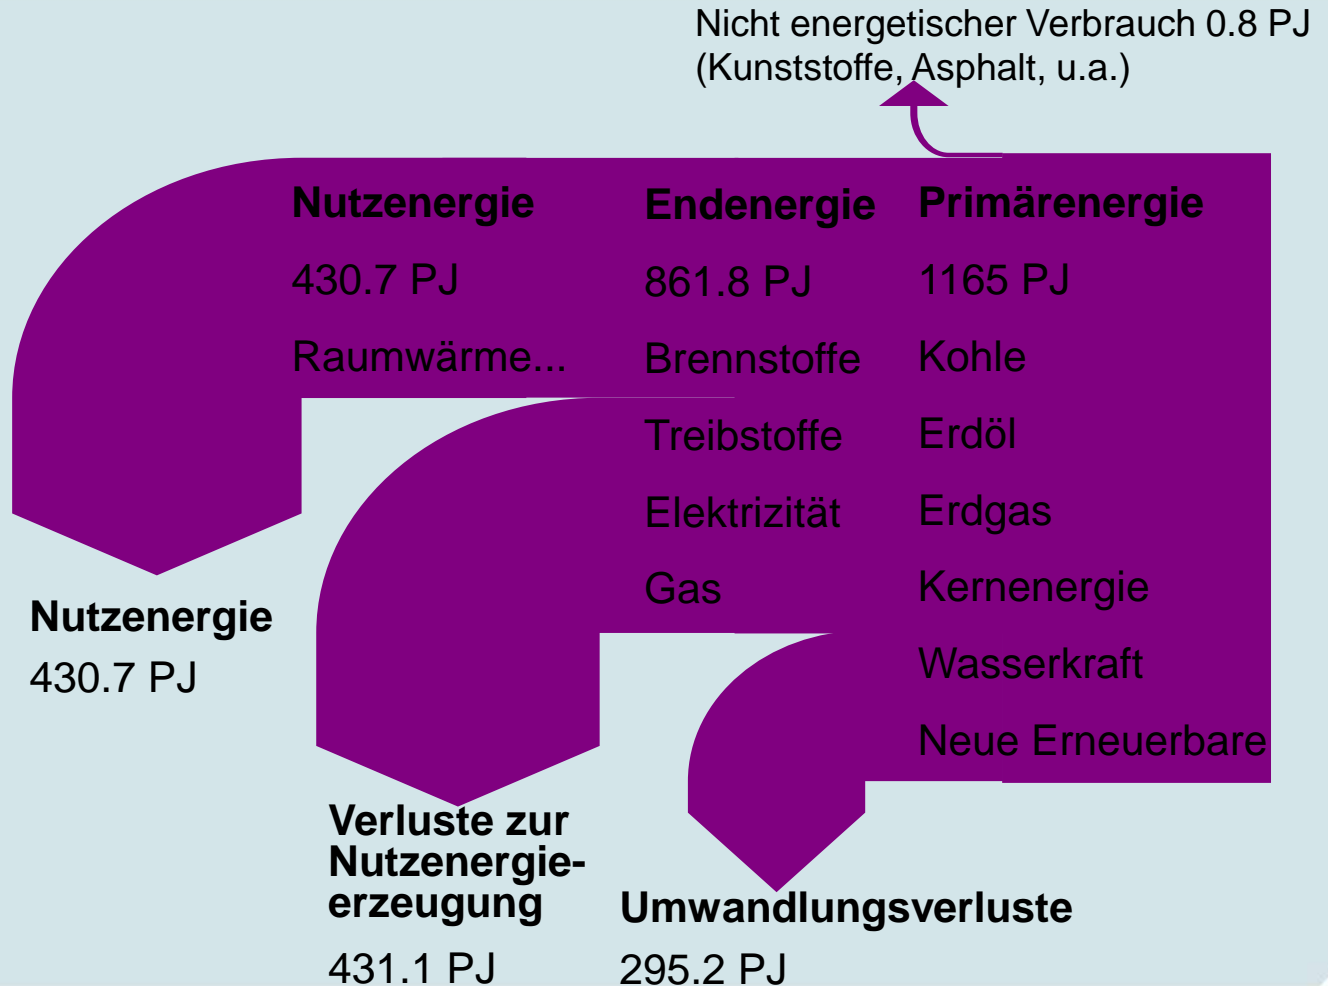 Nicht energetischer Verbrauch 0.8 PJ
(Kunststoffe, Asphalt, u.a.)
Nutzenergie
430.7 PJ
Raumwärme...
Endenergie
861.8 PJ
Brennstoffe
Treibstoffe
Elektrizität
Gas
Primärenergie
1165 PJ
Kohle
Erdöl
Erdgas
Kernenergie
Wasserkraft
Neue Erneuerbare
Nutzenergie
430.7 PJ
Verluste zur
Nutzenergie-
erzeugung
431.1 PJ
Umwandlungsverluste
295.2 PJ